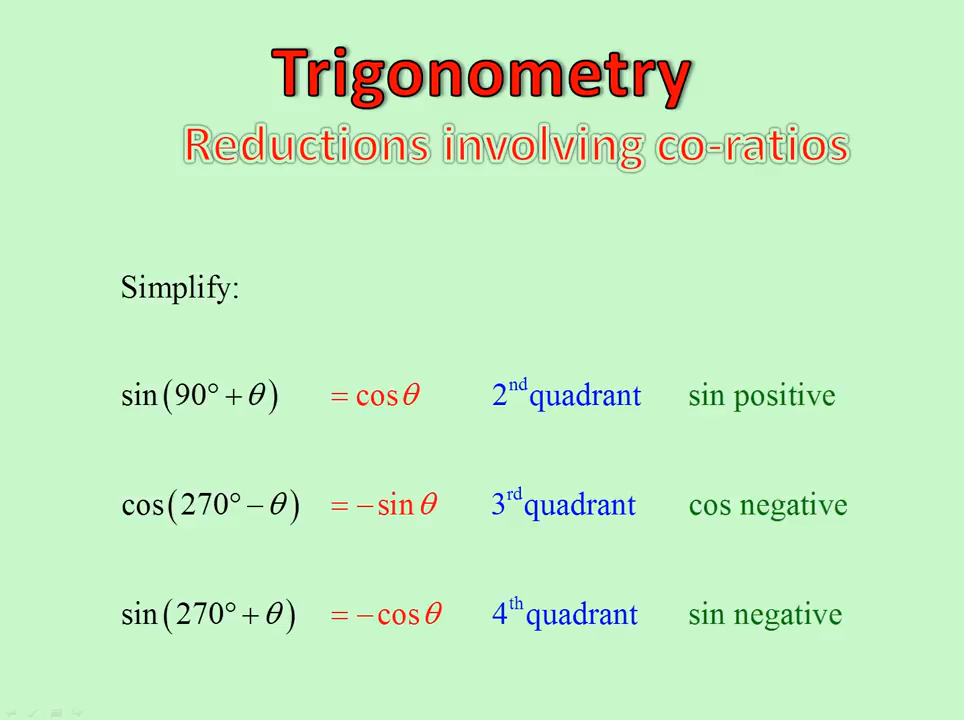 Trigonometry
Reductions involving co-ratios
Simplify:
sin(90° + θ) = cos θ 2nd quadrant sin positive
cos(270° − θ) = − sin θ 3rd quadrant cos negative
sin(270° + θ) = − cos θ 4th quadrant sin negative